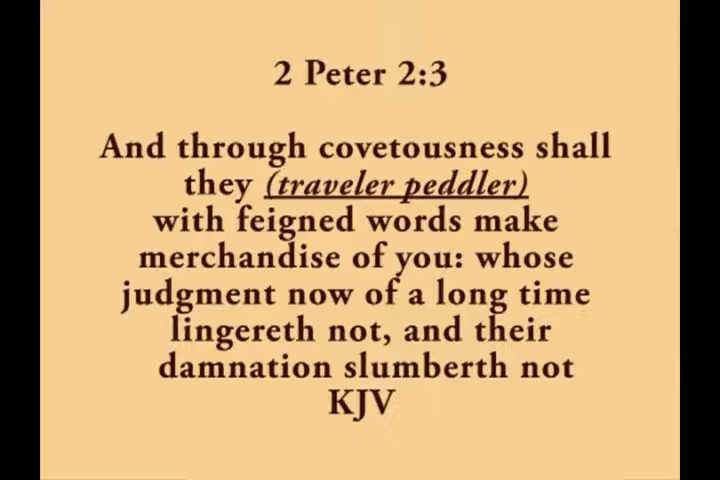 2 Peter 2:3
And through covetousness shall
they (traveler peddler)
with feigned words make
merchandise of you: whose
judgment now of a long time
lingereth not, and their
damnation slumberth not
KJV